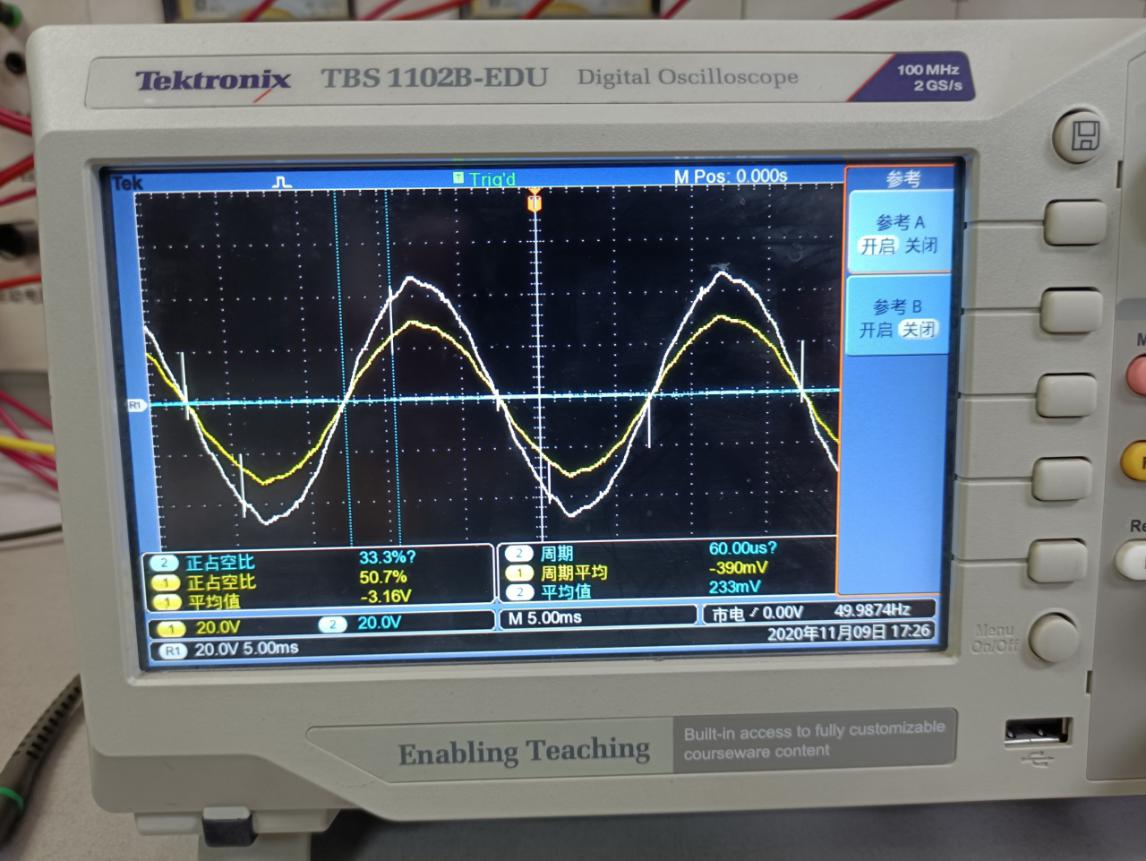 Tektronix TBS 1102B-EDU Digital Oscilloscope 100 MHz
2 GS/s
Tek Trig'd M Pos: 0.000s
T
参考
参考 A
开启 关闭
参考 B
开启 关闭
R1
2 正占空比 33.3%?
1 正占空比 50.7%
1 平均值 -3.16V
2 周期 60.00us?
1 周期平均 -390mV
2 平均值 233mV
1 20.0V 2 20.0V M 5.00ms 市电 0.00V 49.9874Hz
2020年11月09日 17:26
R1 20.0V 5.00ms
Menu
On/Off
M
Re
Enabling Teaching
Built-in access to fully customizable
courseware content